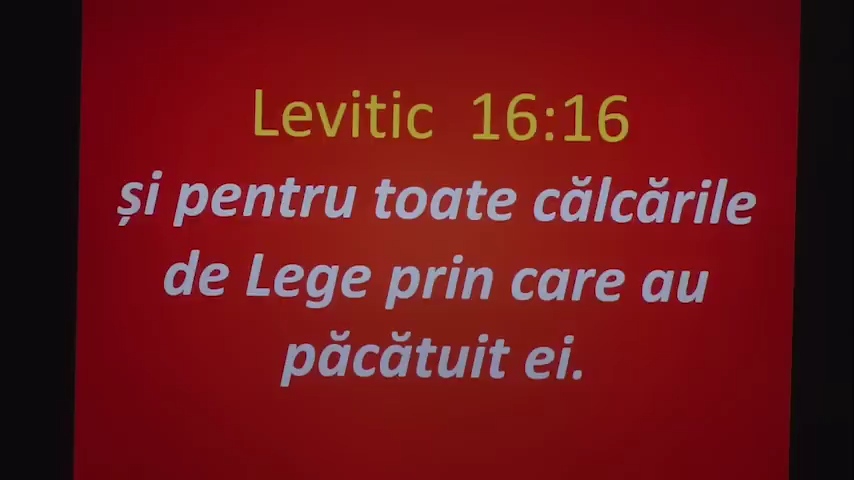 Levitic 16:16
și pentru toate călcările
de Lege prin care au
păcătuit ei.